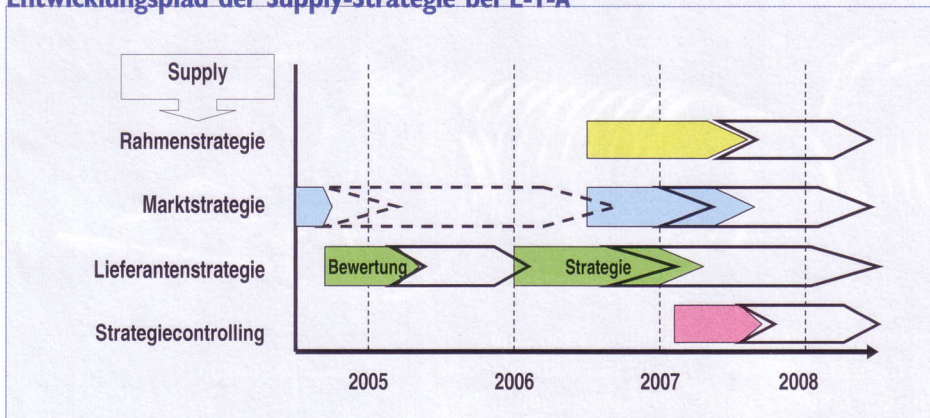 Entwicklungspfad der Supply-Strategie bei E-T-A
Supply
Rahmenstrategie
Marktstrategie
Lieferantenstrategie
Bewertung
Strategie
Strategiecontrolling
2005
2006
2007
2008